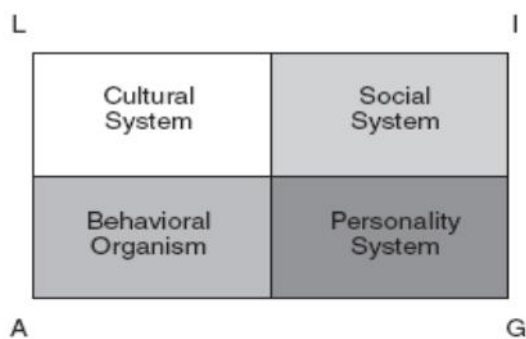 L I
Cultural Social
System System
Behavioral Personality
Organism System
A G